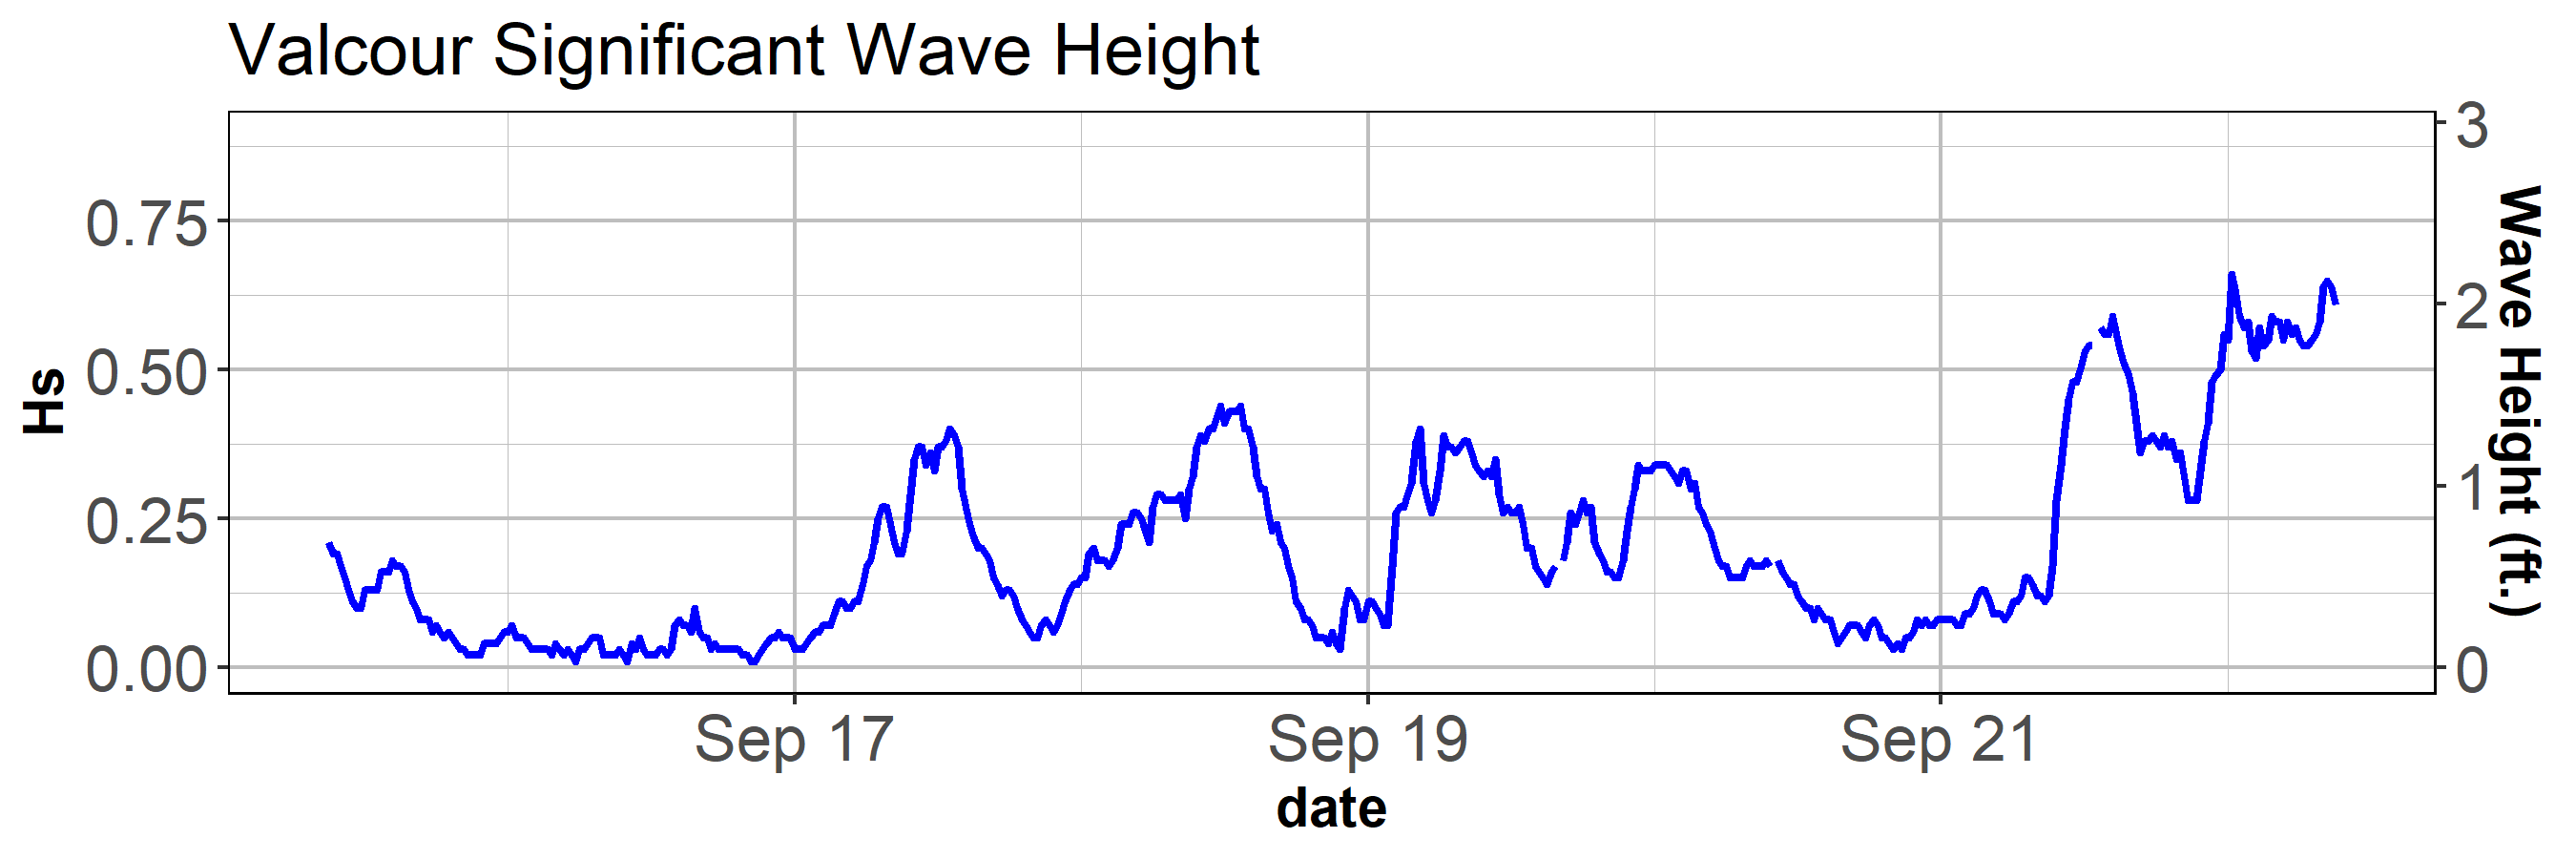 Valcour Significant Wave Height
Hs
0.75
0.50
0.25
0.00
3
2
1
0
Wave Height (ft.)
Sep 17
Sep 19
Sep 21
date